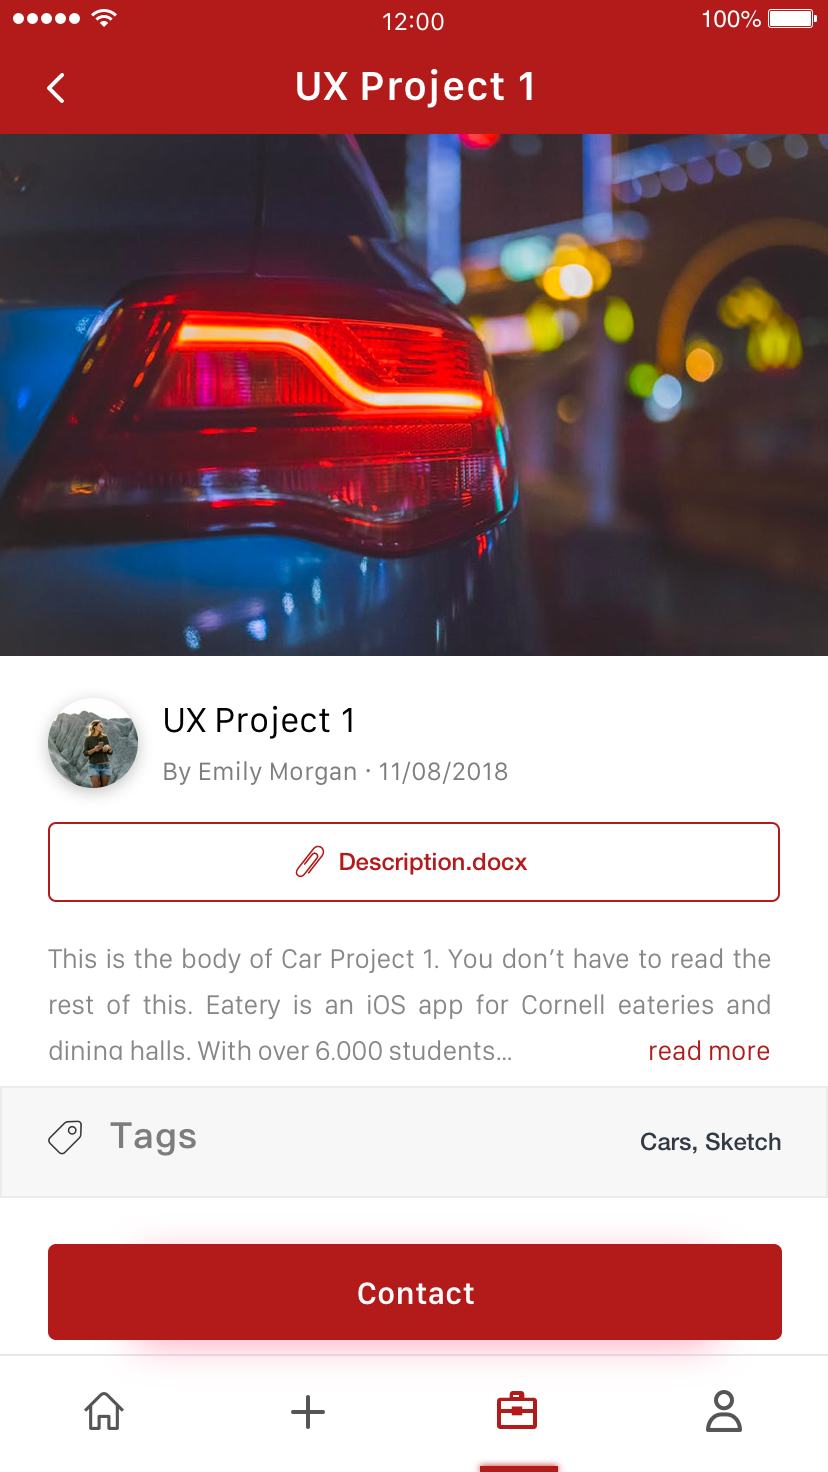 12:00
100%
UX Project 1
UX Project 1
By Emily Morgan · 11/08/2018
Description.docx
This is the body of Car Project 1. You don’t have to read the
rest of this. Eatery is an iOS app for Cornell eateries and
dining halls. With over 6,000 students... read more
Tags
Cars, Sketch
Contact